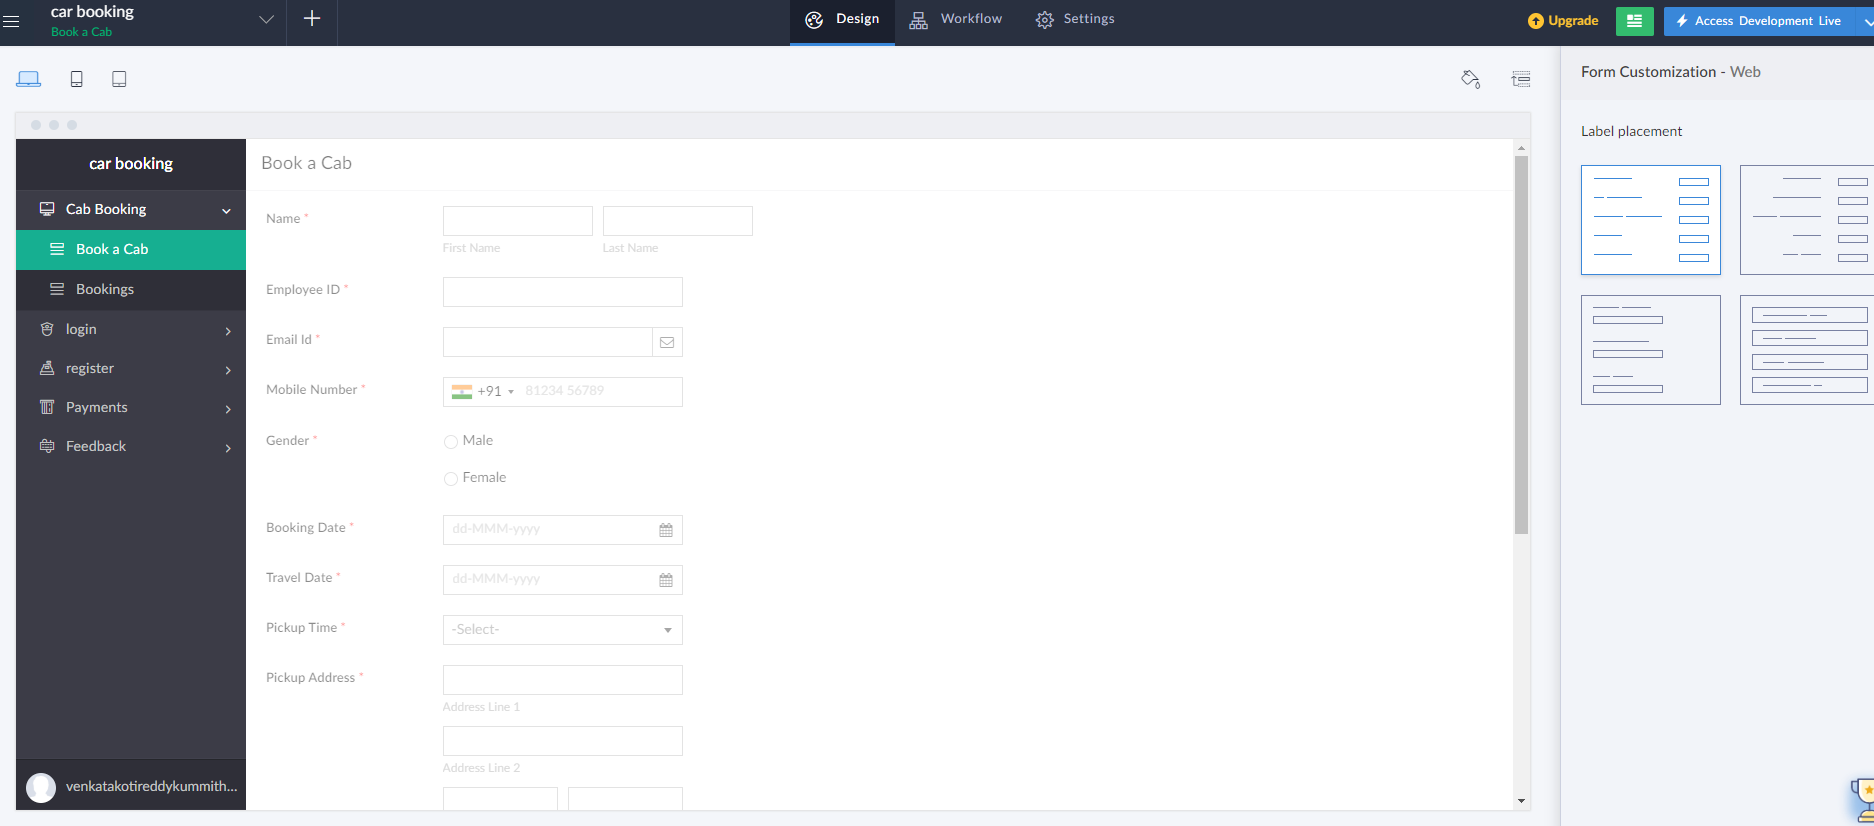 car booking
Book a Cab
Design
Workflow
Settings
Upgrade
Access Development Live
Form Customization - Web
Label placement
car booking
Cab Booking
Book a Cab
Bookings
login
register
Payments
Feedback
venkatakotireddykummith...
Book a Cab
Name *
First Name
Last Name
Employee ID *
Email Id *
Mobile Number *
+91
81234 56789
Gender *
Male
Female
Booking Date *
dd-MMM-yyyy
Travel Date *
dd-MMM-yyyy
Pickup Time *
-Select-
Pickup Address *
Address Line 1
Address Line 2